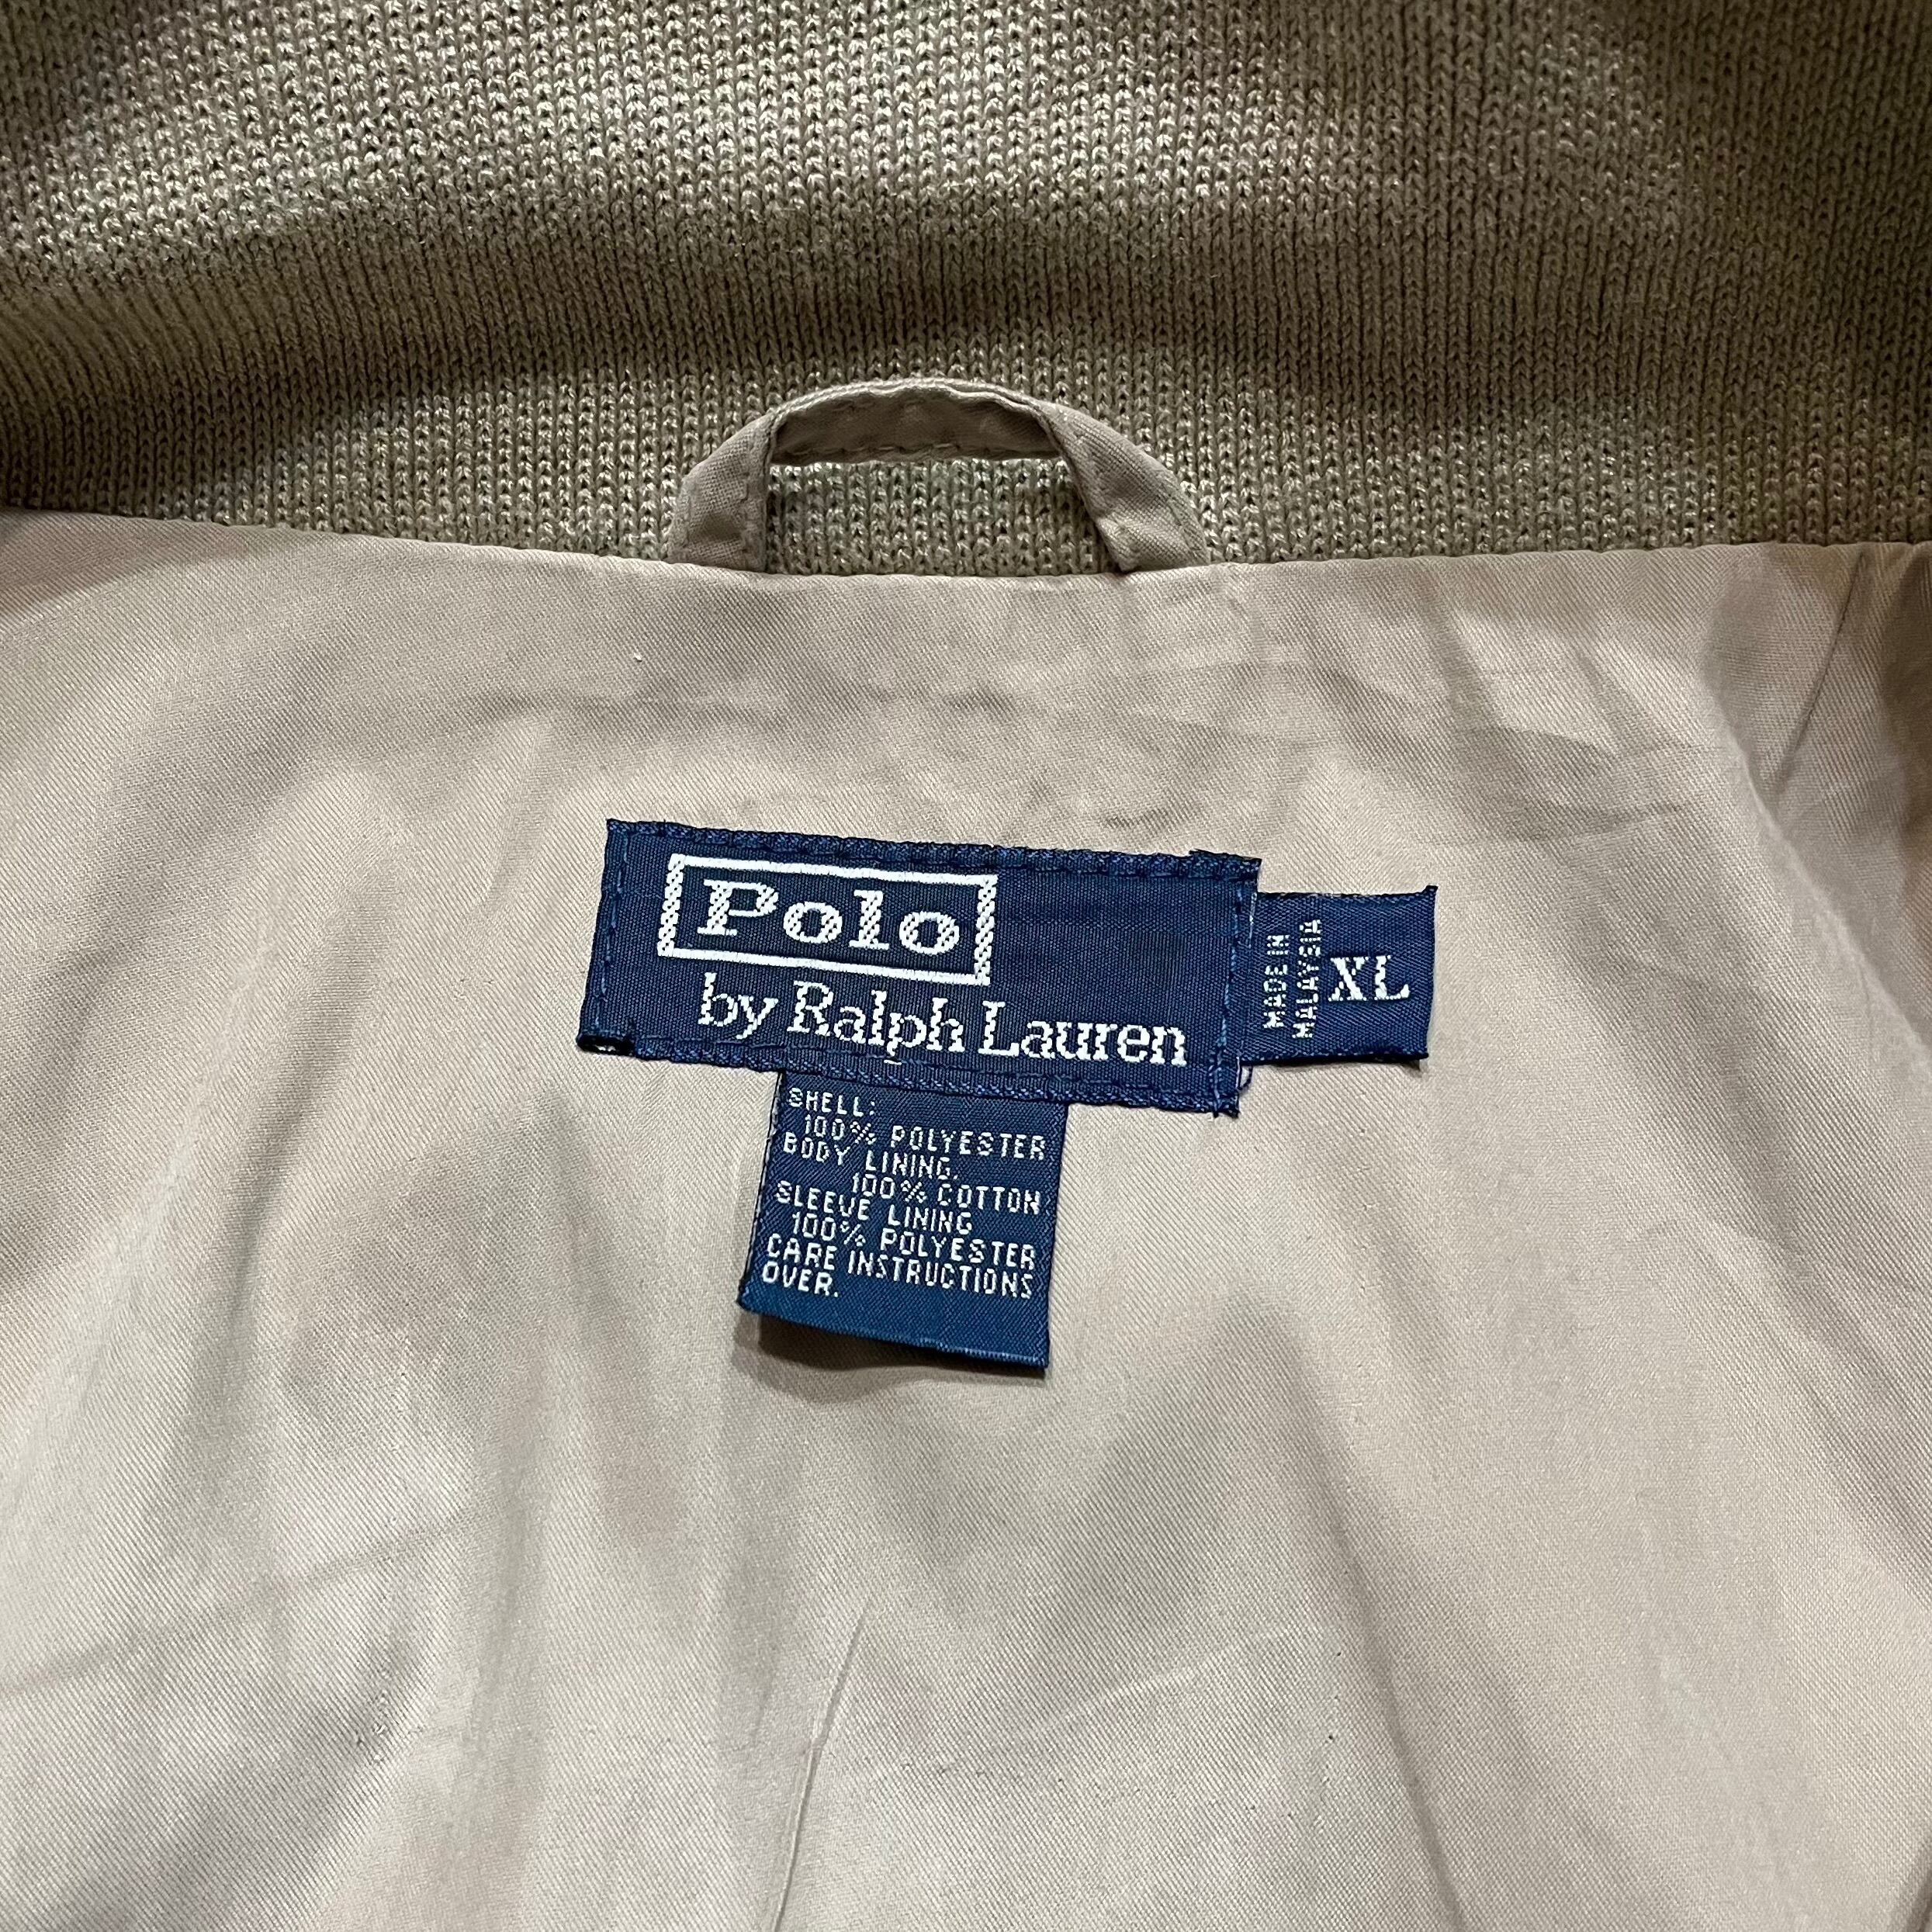 Polo
by Ralph Lauren
MADE IN
MALAYSIA
XL
SHELL:
100% POLYESTER
BODY LINING.
100% COTTON
SLEEVE LINING
100% POLYESTER
CARE INSTRUCTIONS
OVER.